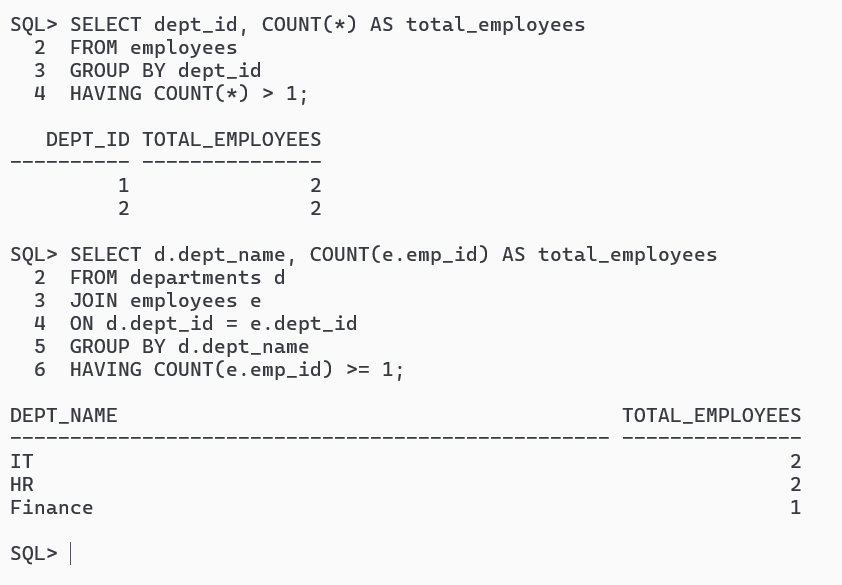 SQL> SELECT dept_id, COUNT(*) AS total_employees
  2  FROM employees
  3  GROUP BY dept_id
  4  HAVING COUNT(*) > 1;
   DEPT_ID TOTAL_EMPLOYEES
---------- ---------------
         1               2
         2               2
SQL> SELECT d.dept_name, COUNT(e.emp_id) AS total_employees
  2  FROM departments d
  3  JOIN employees e
  4  ON d.dept_id = e.dept_id
  5  GROUP BY d.dept_name
  6  HAVING COUNT(e.emp_id) >= 1;
DEPT_NAME                                          TOTAL_EMPLOYEES
-------------------------------------------------- ---------------
IT                                                               2
HR                                                               2
Finance                                                          1
SQL>